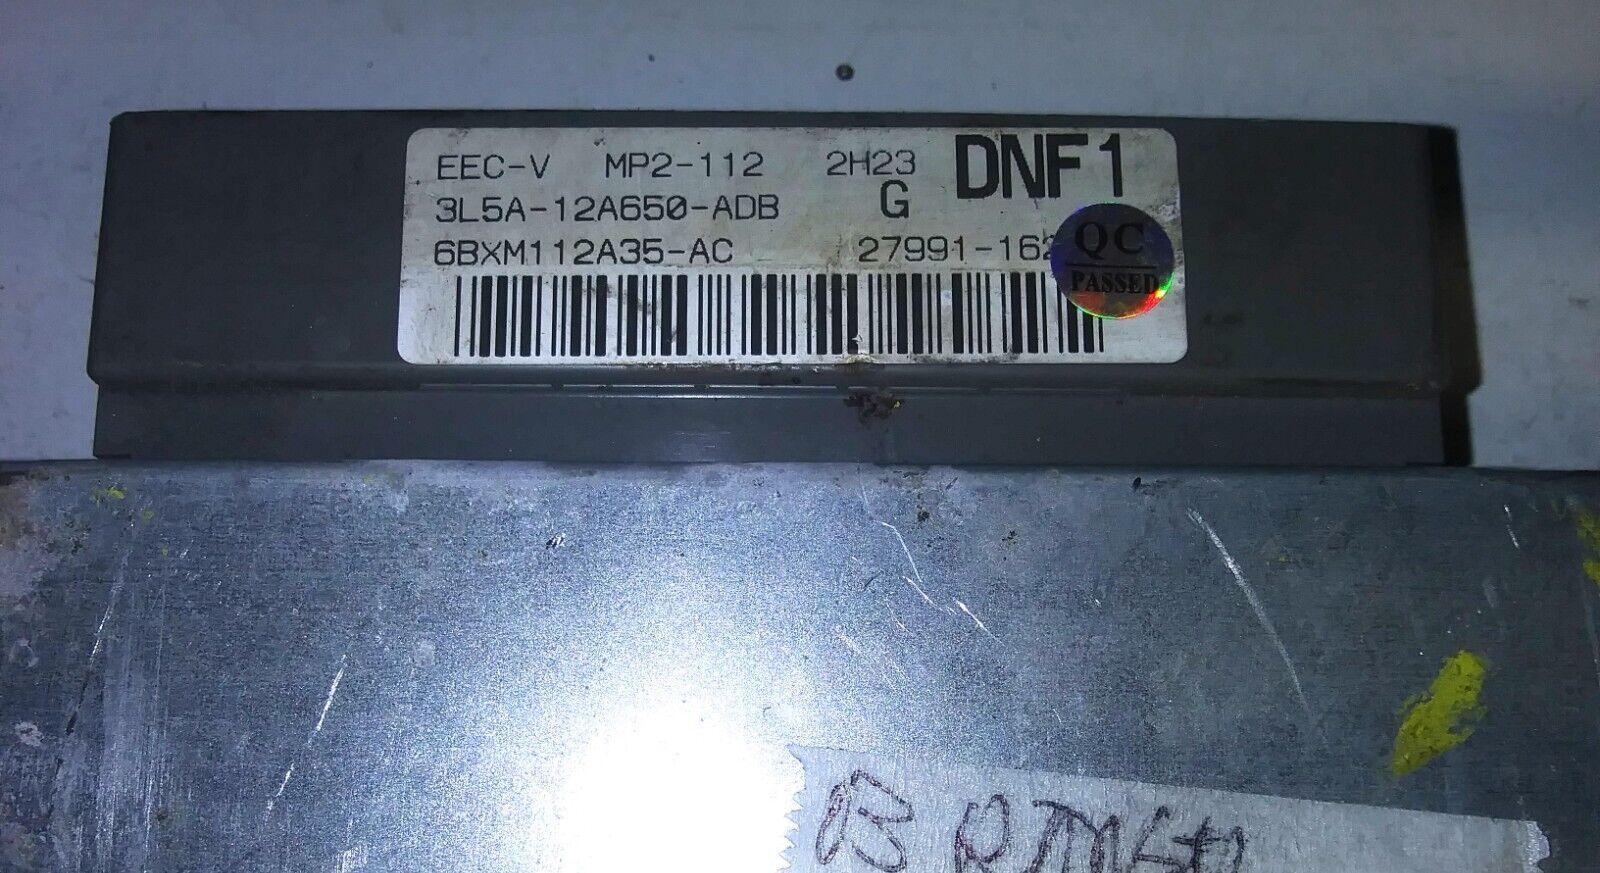 EEC-V MP2-112 2H23 DNF1
3L5A-12A650-ADB G
6BXM112A35-AC 27991-162
QC
PASSED
B